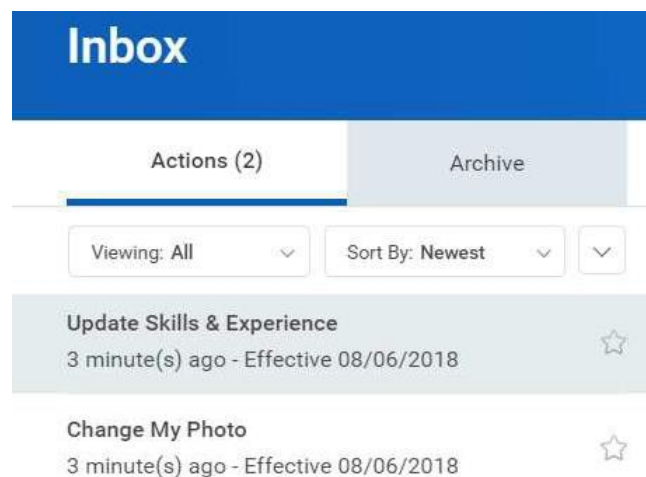 Inbox
Actions (2)
Archive
Viewing: All
Sort By: Newest
Update Skills & Experience
3 minute(s) ago - Effective 08/06/2018
Change My Photo
3 minute(s) ago - Effective 08/06/2018